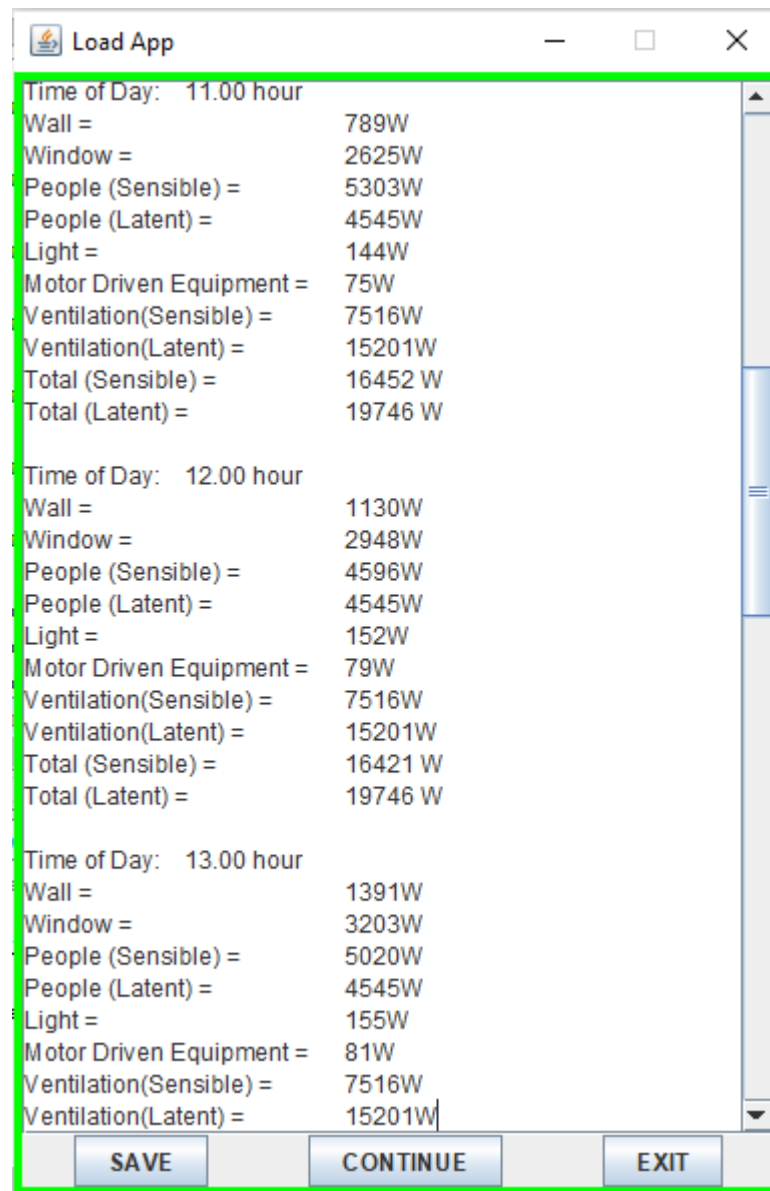 Load App
Time of Day: 11.00 hour
Wall = 789W
Window = 2625W
People (Sensible) = 5303W
People (Latent) = 4545W
Light = 144W
Motor Driven Equipment = 75W
Ventilation(Sensible) = 7516W
Ventilation(Latent) = 15201W
Total (Sensible) = 16452 W
Total (Latent) = 19746 W
Time of Day: 12.00 hour
Wall = 1130W
Window = 2948W
People (Sensible) = 4596W
People (Latent) = 4545W
Light = 152W
Motor Driven Equipment = 79W
Ventilation(Sensible) = 7516W
Ventilation(Latent) = 15201W
Total (Sensible) = 16421 W
Total (Latent) = 19746 W
Time of Day: 13.00 hour
Wall = 1391W
Window = 3203W
People (Sensible) = 5020W
People (Latent) = 4545W
Light = 155W
Motor Driven Equipment = 81W
Ventilation(Sensible) = 7516W
Ventilation(Latent) = 15201W
SAVE CONTINUE EXIT